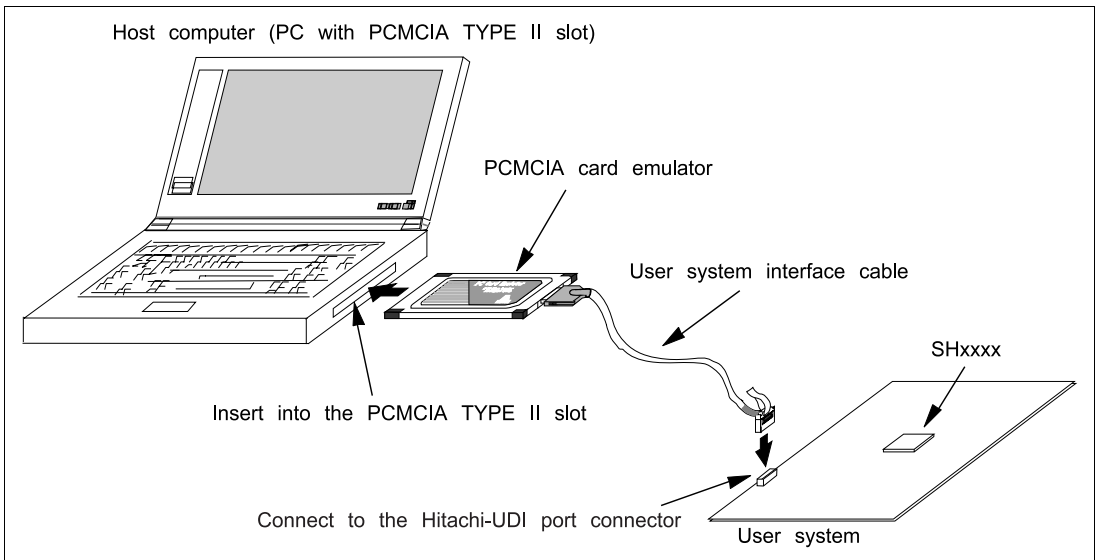 Host computer (PC with PCMCIA TYPE II slot)
PCMCIA card emulator
User system interface cable
SHxxxx
Insert into the PCMCIA TYPE II slot
Connect to the Hitachi-UDI port connector
User system